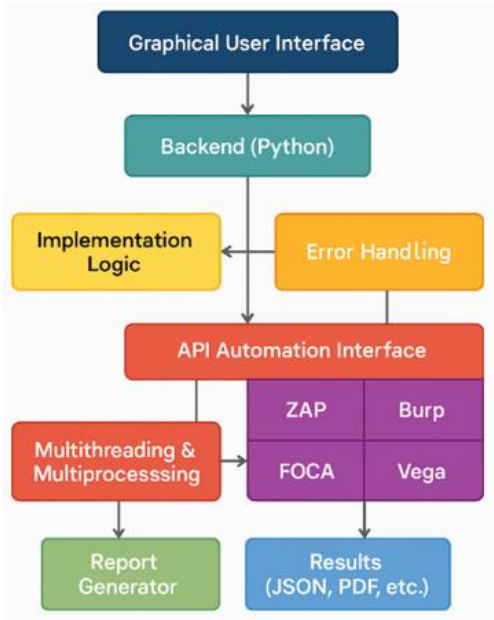 Graphical User Interface
Backend (Python)
Implementation
Logic
Error Handling
API Automation Interface
ZAP
Burp
FOCA
Vega
Multithreading &
Multiprocesssing
Report
Generator
Results
(JSON, PDF, etc.)